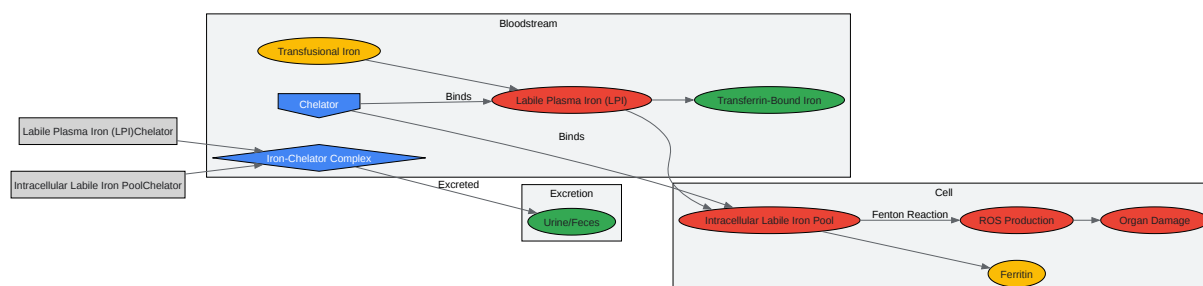 Bloodstream
Transfusional Iron
Chelator
Binds
Labile Plasma Iron (LPI)
Transferrin-Bound Iron
Labile Plasma Iron (LPI)Chelator
Binds
Iron-Chelator Complex
Intracellular Labile Iron PoolChelator
Excreted
Excretion
Urine/Feces
Cell
Intracellular Labile Iron Pool
Fenton Reaction
ROS Production
Organ Damage
Ferritin